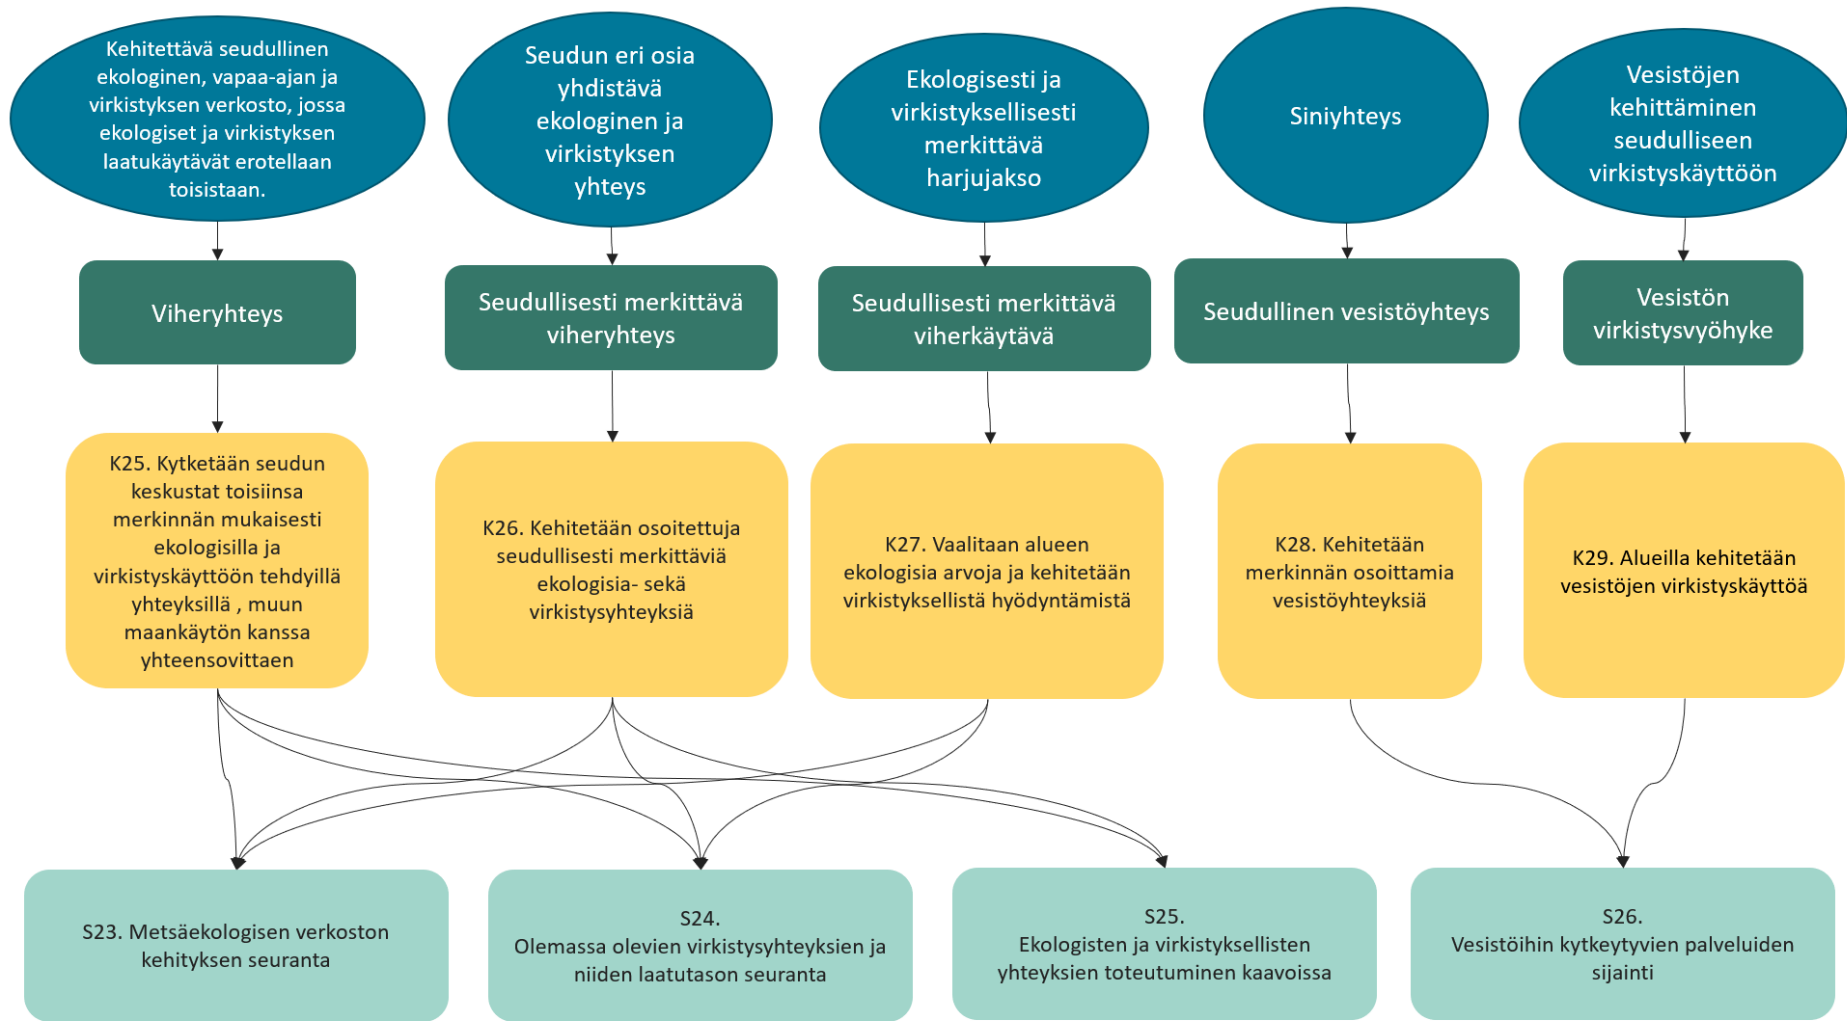 Kehitettävä seudullinen
ekologinen, vapaa-ajan ja
virkistyksen verkosto, jossa
ekologiset ja virkistyksen
laatukäytävät erotellaan
toisistaan.
Seudun eri osia
yhdistävä
ekologinen ja
virkistyksen
yhteys
Ekologisesti ja
virkistyksellisesti
merkittävä
harjujakso
Siniyhteys
Vesistöjen
kehittäminen
seudulliseen
virkistyskäyttöön
Viheryhteys
Seudullisesti merkittävä
viheryhteys
Seudullisesti merkittävä
viherkäytävä
Seudullinen vesistöyhteys
Vesistön
virkistysvyöhyke
K25. Kytketään seudun
keskustat toisiinsa
merkinnän mukaisesti
ekologisilla ja
virkistyskäyttöön tehdyillä
yhteyksillä , muun
maankäytön kanssa
yhteensovittaen
K26. Kehitetään osoitettuja
seudullisesti merkittäviä
ekologisia- sekä
virkistysyhteyksiä
K27. Vaalitaan alueen
ekologisia arvoja ja kehitetään
virkistyksellistä hyödyntämistä
K28. Kehitetään
merkinnän osoittamia
vesistöyhteyksiä
K29. Alueilla kehitetään
vesistöjen virkistyskäyttöä
S23. Metsäekologisen verkoston
kehityksen seuranta
S24.
Olemassa olevien virkistysyhteyksien ja
niiden laatutason seuranta
S25.
Ekologisten ja virkistyksellisten
yhteyksien toteutuminen kaavoissa
S26.
Vesistöihin kytkeytyvien palveluiden
sijainti